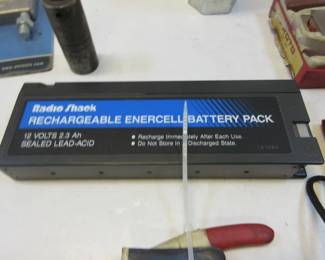 Radio Shack
RECHARGEABLE ENERCELL BATTERY PACK
12 VOLTS 2.3 Ah
SEALED LEAD-ACID
• Recharge Immediately After Each Use.
• Do Not Store in Discharged State.